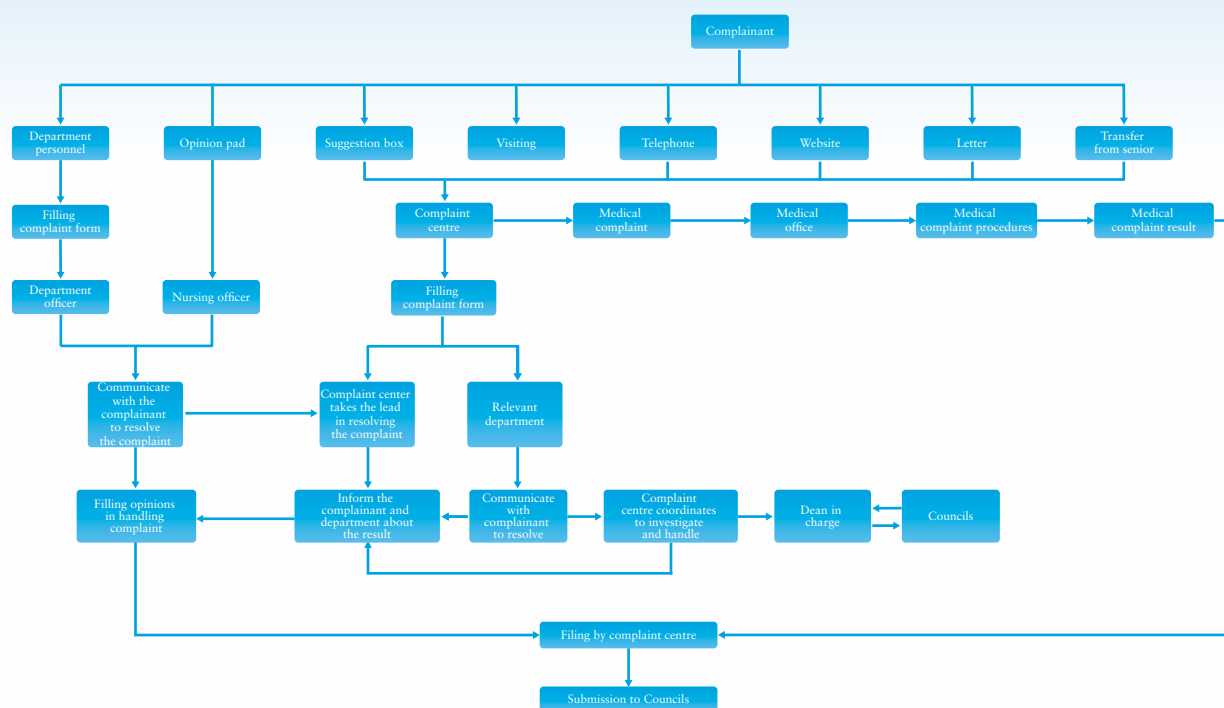 Complainant
Department
personnel
Opinion pad
Suggestion box
Visiting
Telephone
Website
Letter
Transfer
from senior
Filling
complaint form
Complaint
centre
Medical
complaint
Medical
office
Medical
complaint procedures
Medical
complaint result
Department
officer
Nursing officer
Filling
complaint form
Communicate
with the
complainant
to resolve
the complaint
Complaint center
takes the lead
in resolving
the complaint
Relevant
department
Filling opinions
in handling
complaint
Inform the
complainant and
department about
the result
Communicate
with
complainant
to resolve
Complaint
centre coordinates
to investigate
and handle
Dean in
charge
Councils
Filing by complaint centre
Submission to Councils